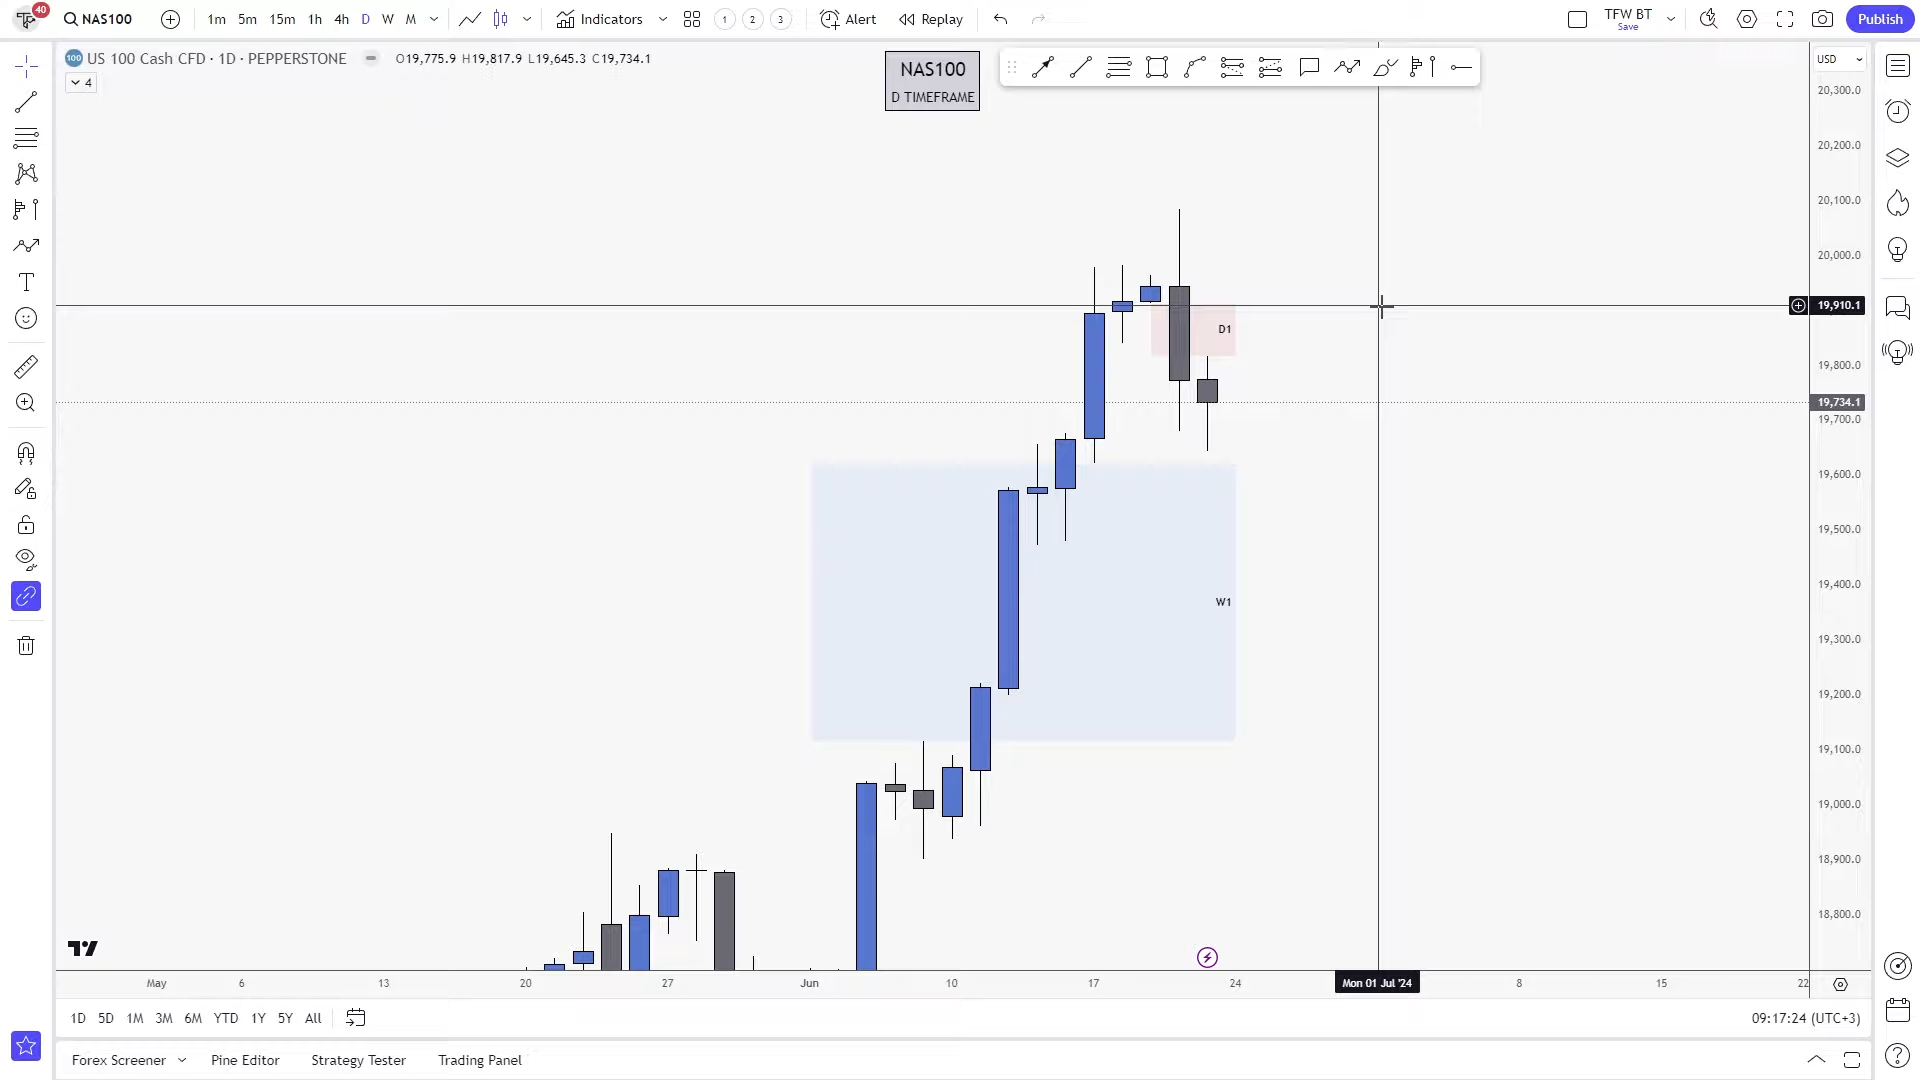 40
NAS100
1m 5m 15m 1h 4h D W M
Indicators
1 2 3
Alert
Replay
TFW BT
Save
Publish
100 US 100 Cash CFD · 1D · PEPPERSTONE
O19,775.9 H19,817.9 L19,645.3 C19,734.1
4
NAS100
D TIMEFRAME
USD
20,300.0
20,200.0
20,100.0
20,000.0
19,910.1
19,800.0
19,734.1
19,700.0
19,600.0
19,500.0
19,400.0
19,300.0
19,200.0
19,100.0
19,000.0
18,900.0
18,800.0
D1
W1
May 6 13 20 27 Jun 10 17 24 Mon 01 Jul '24 8 15 22
1D 5D 1M 3M 6M YTD 1Y 5Y All
09:17:24 (UTC+3)
Forex Screener
Pine Editor
Strategy Tester
Trading Panel